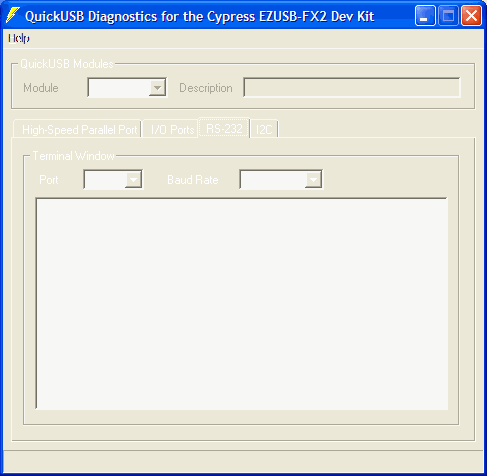 QuickUSB Diagnostics for the Cypress EZUSB-FX2 Dev Kit
Help
QuickUSB Modules
Module Description
High-Speed Parallel Port I/O Ports RS-232 I2C
Terminal Window
Port Baud Rate